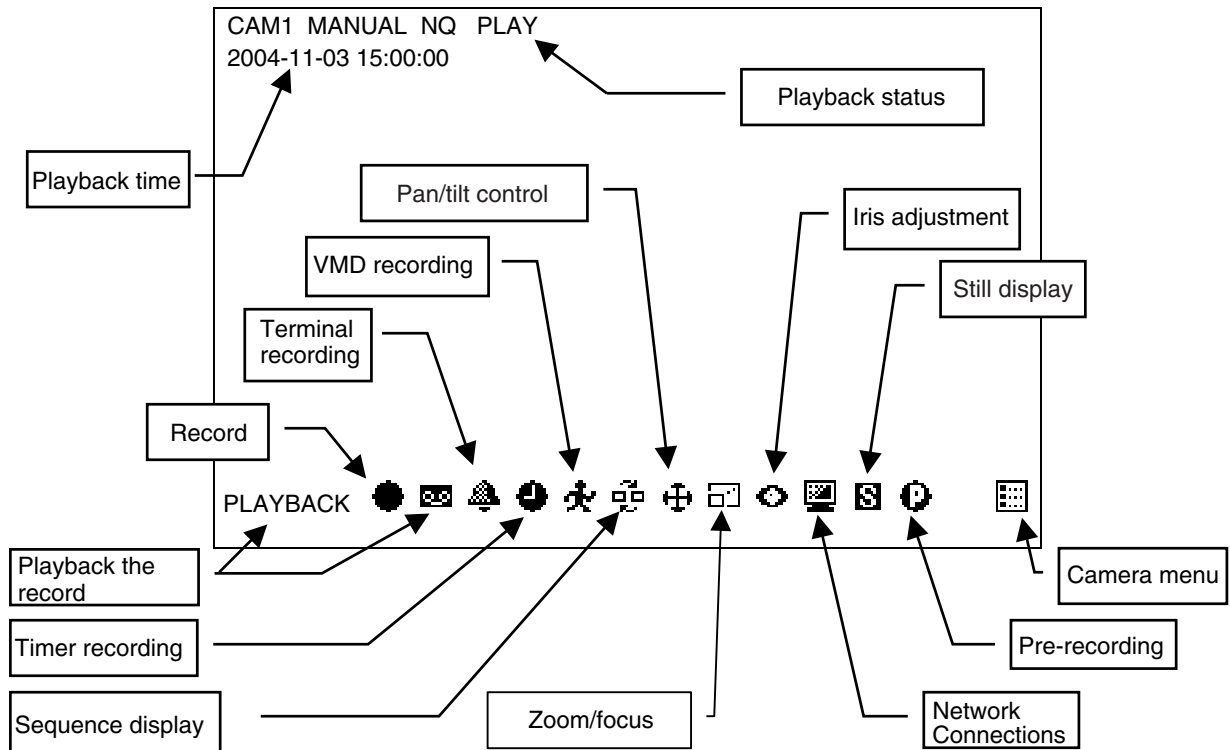 CAM1 MANUAL NQ PLAY
2004-11-03 15:00:00
Playback status
Playback time
Pan/tilt control
Iris adjustment
VMD recording
Still display
Terminal
recording
Record
PLAYBACK
Playback the
record
Camera menu
Timer recording
Pre-recording
Sequence display
Zoom/focus
Network
Connections